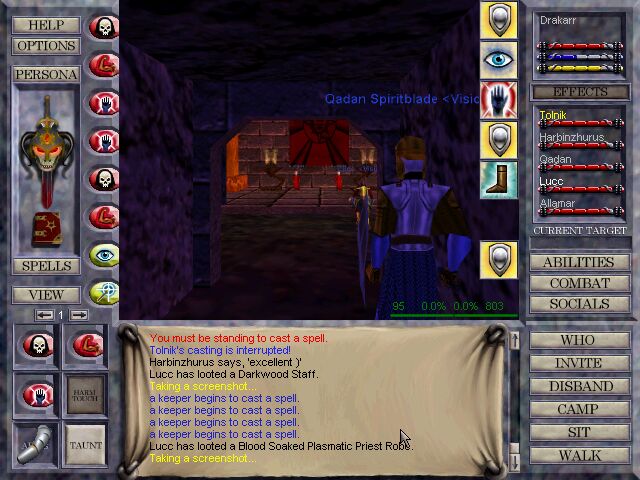 HELP
OPTIONS
PERSONA
SPELLS
VIEW
1
HARM
TOUCH
TAUNT
Qadan Spiritblade <Visio
95 0.0% 0.0% 803
Drakarr
EFFECTS
Tolnik
Harbinzhurus
Qadan
Lucc
Allamar
CURRENT TARGET
ABILITIES
COMBAT
SOCIALS
WHO
INVITE
DISBAND
CAMP
SIT
WALK
You must be standing to cast a spell.
Tolnik's casting is interrupted!
Harbinzhurus says, 'excellent )'
Lucc has looted a Darkwood Staff.
Taking a screenshot...
a keeper begins to cast a spell.
a keeper begins to cast a spell.
a keeper begins to cast a spell.
a keeper begins to cast a spell.
Lucc has looted a Blood Soaked Plasmatic Priest Robe.
Taking a screenshot...